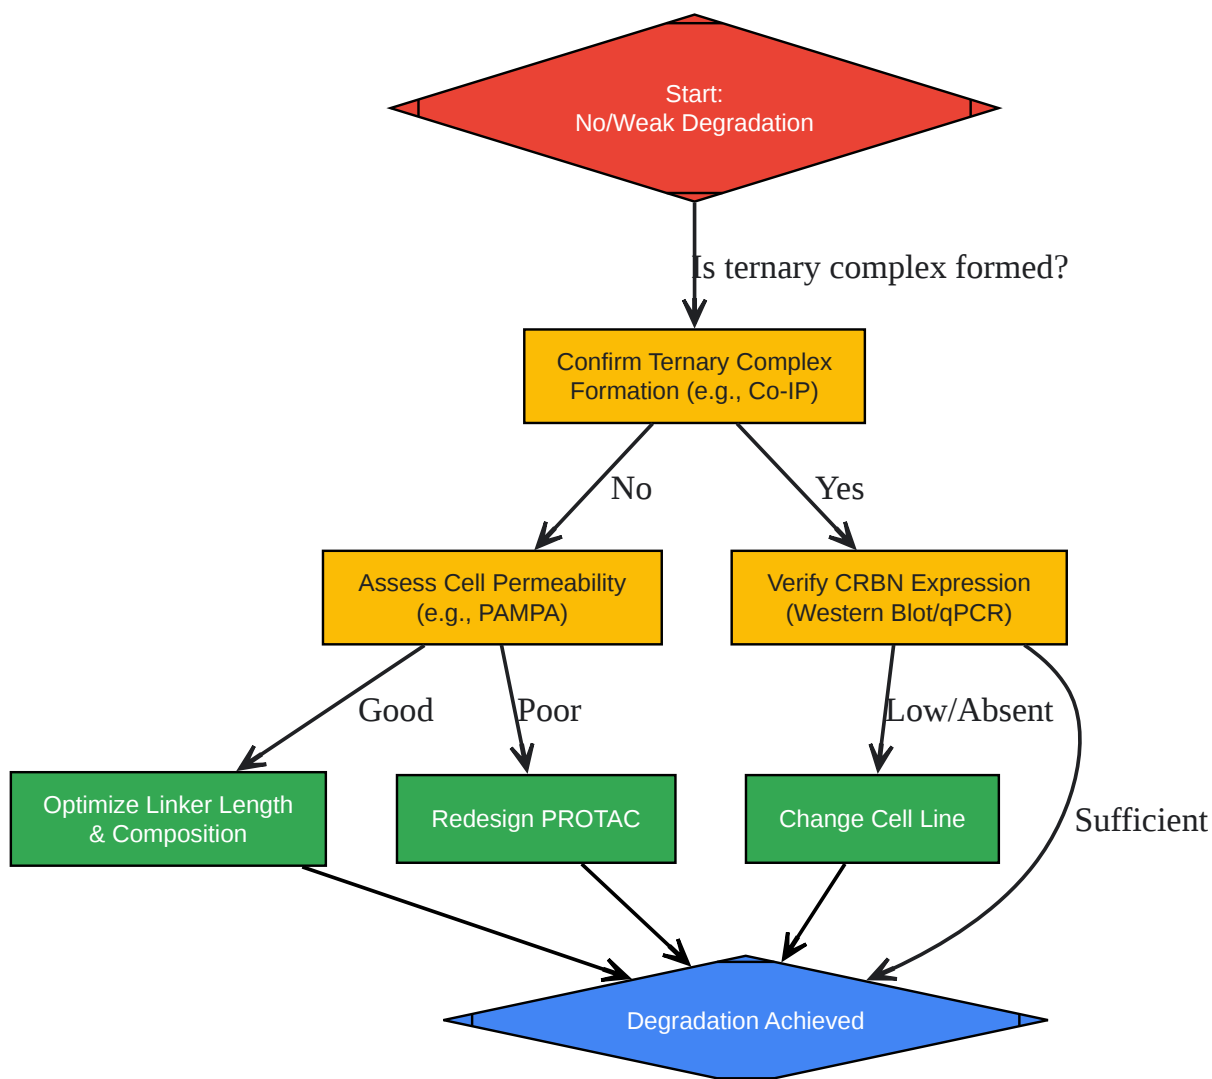 Start:
No/Weak Degradation
Is ternary complex formed?
Confirm Ternary Complex
Formation (e.g., Co-IP)
No
Yes
Assess Cell Permeability
(e.g., PAMPA)
Verify CRBN Expression
(Western Blot/qPCR)
Good
Poor
Low/Absent
Optimize Linker Length
& Composition
Redesign PROTAC
Change Cell Line
Sufficient
Degradation Achieved